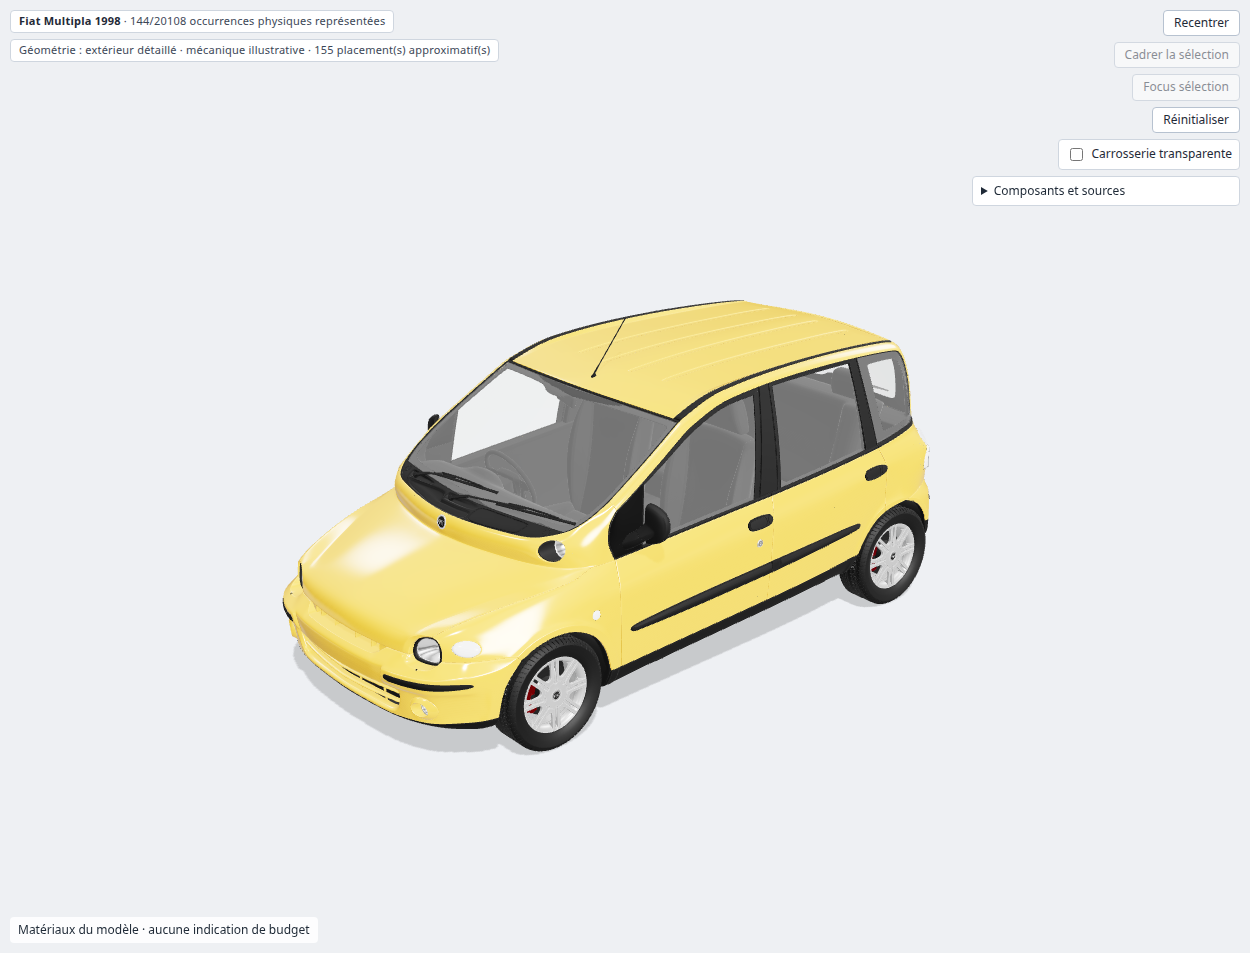 Fiat Multipla 1998 · 144/20108 occurrences physiques représentées
Géométrie : extérieur détaillé · mécanique illustrative · 155 placement(s) approximatif(s)
Recentrer
Cadrer la sélection
Focus sélection
Réinitialiser
Carrosserie transparente
Composants et sources
Matériaux du modèle · aucune indication de budget